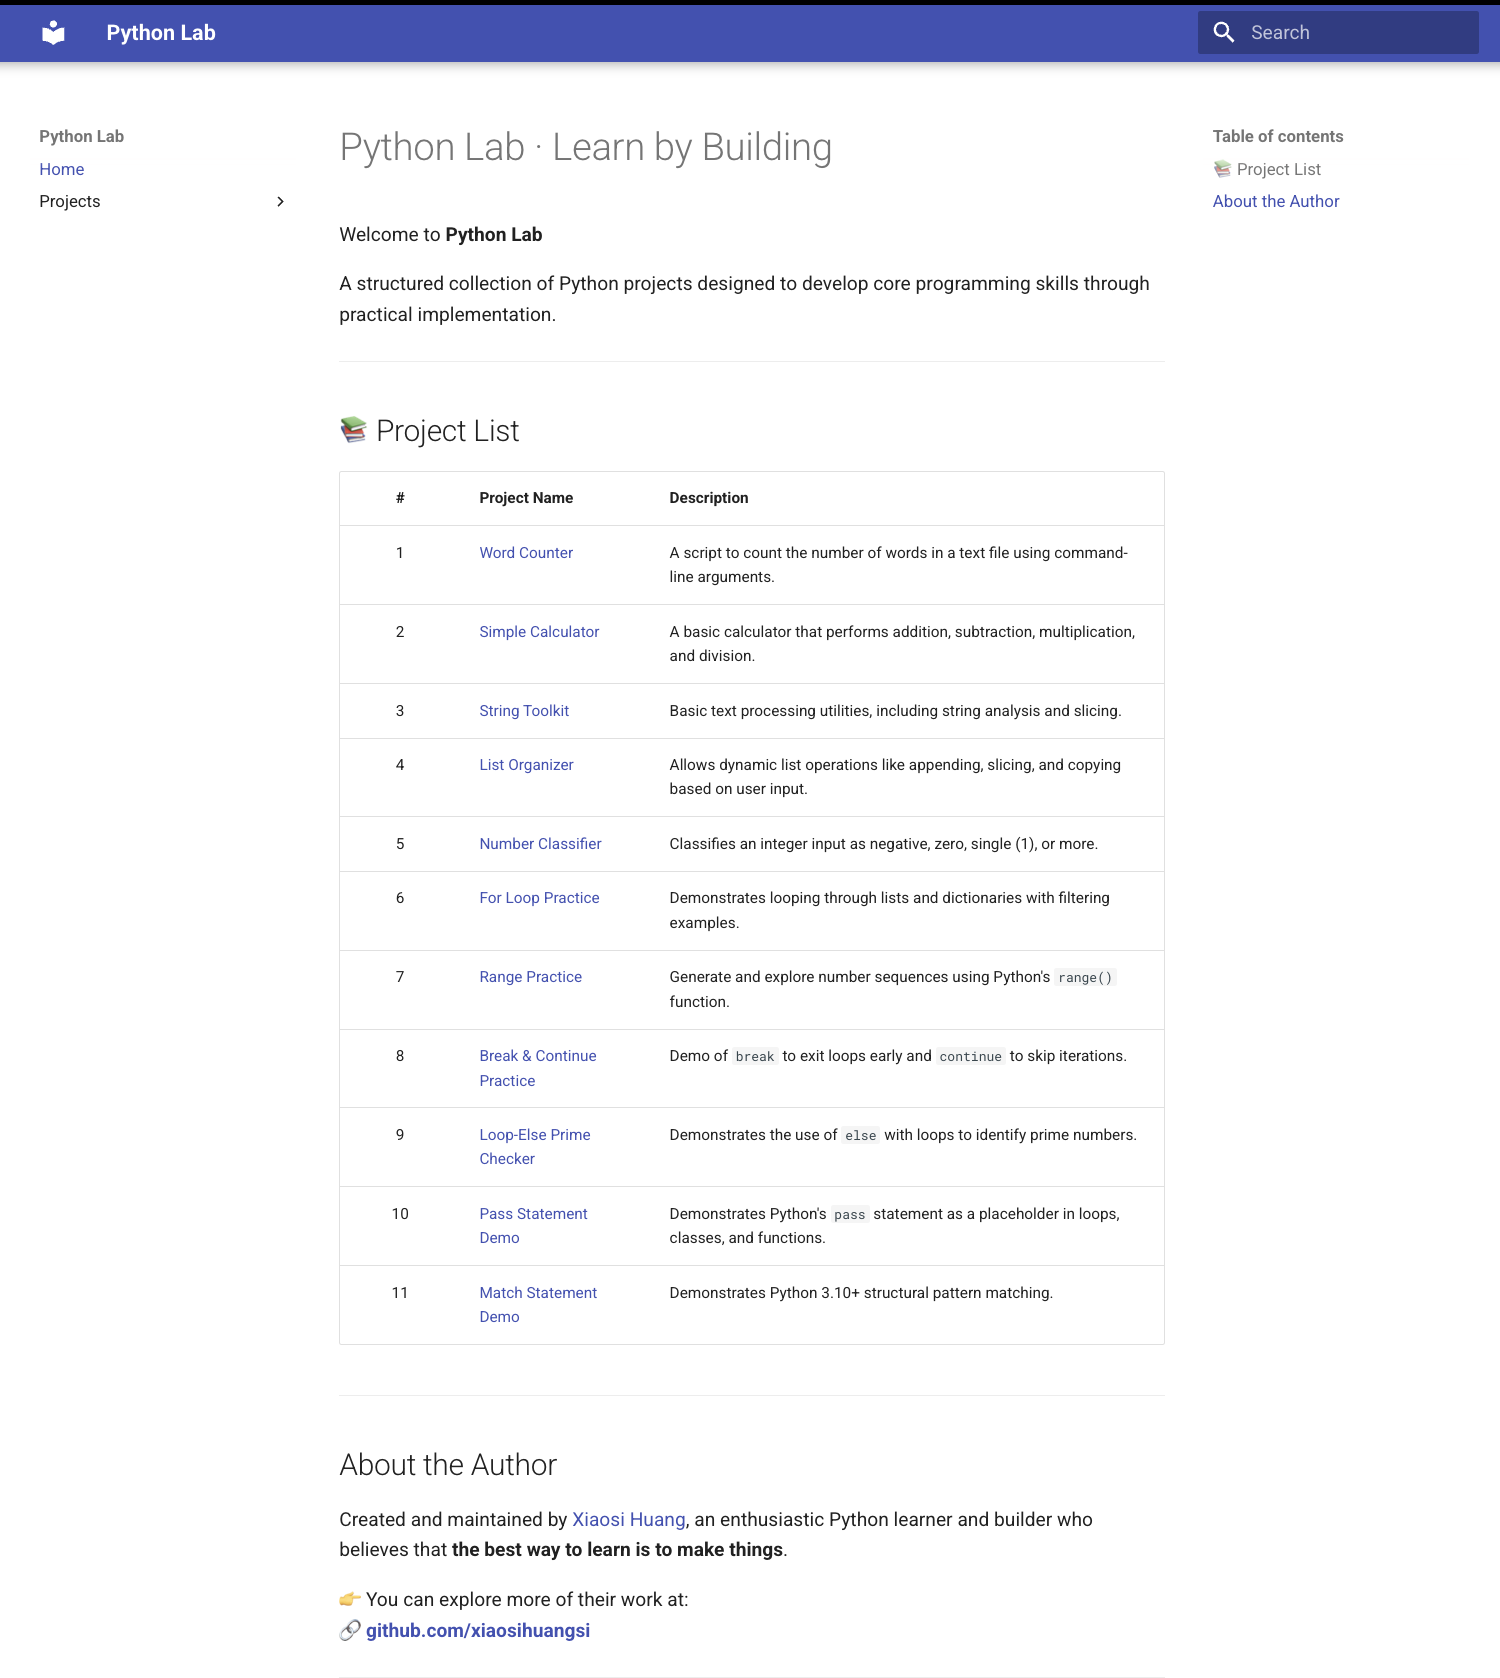 Python Lab
Search
Python Lab
Home
Projects
Python Lab · Learn by Building
Welcome to Python Lab
A structured collection of Python projects designed to develop core programming skills through
practical implementation.
📚 Project List
# Project Name Description
1 Word Counter A script to count the number of words in a text file using command-
line arguments.
2 Simple Calculator A basic calculator that performs addition, subtraction, multiplication,
and division.
3 String Toolkit Basic text processing utilities, including string analysis and slicing.
4 List Organizer Allows dynamic list operations like appending, slicing, and copying
based on user input.
5 Number Classifier Classifies an integer input as negative, zero, single (1), or more.
6 For Loop Practice Demonstrates looping through lists and dictionaries with filtering
examples.
7 Range Practice Generate and explore number sequences using Python's range()
function.
8 Break & Continue Demo of break to exit loops early and continue to skip iterations.
Practice
9 Loop-Else Prime Demonstrates the use of else with loops to identify prime numbers.
Checker
10 Pass Statement Demonstrates Python's pass statement as a placeholder in loops,
Demo classes, and functions.
11 Match Statement Demonstrates Python 3.10+ structural pattern matching.
Demo
About the Author
Created and maintained by Xiaosi Huang, an enthusiastic Python learner and builder who
believes that the best way to learn is to make things.
👉 You can explore more of their work at:
🔗 github.com/xiaosihuangsi
Table of contents
📚 Project List
About the Author